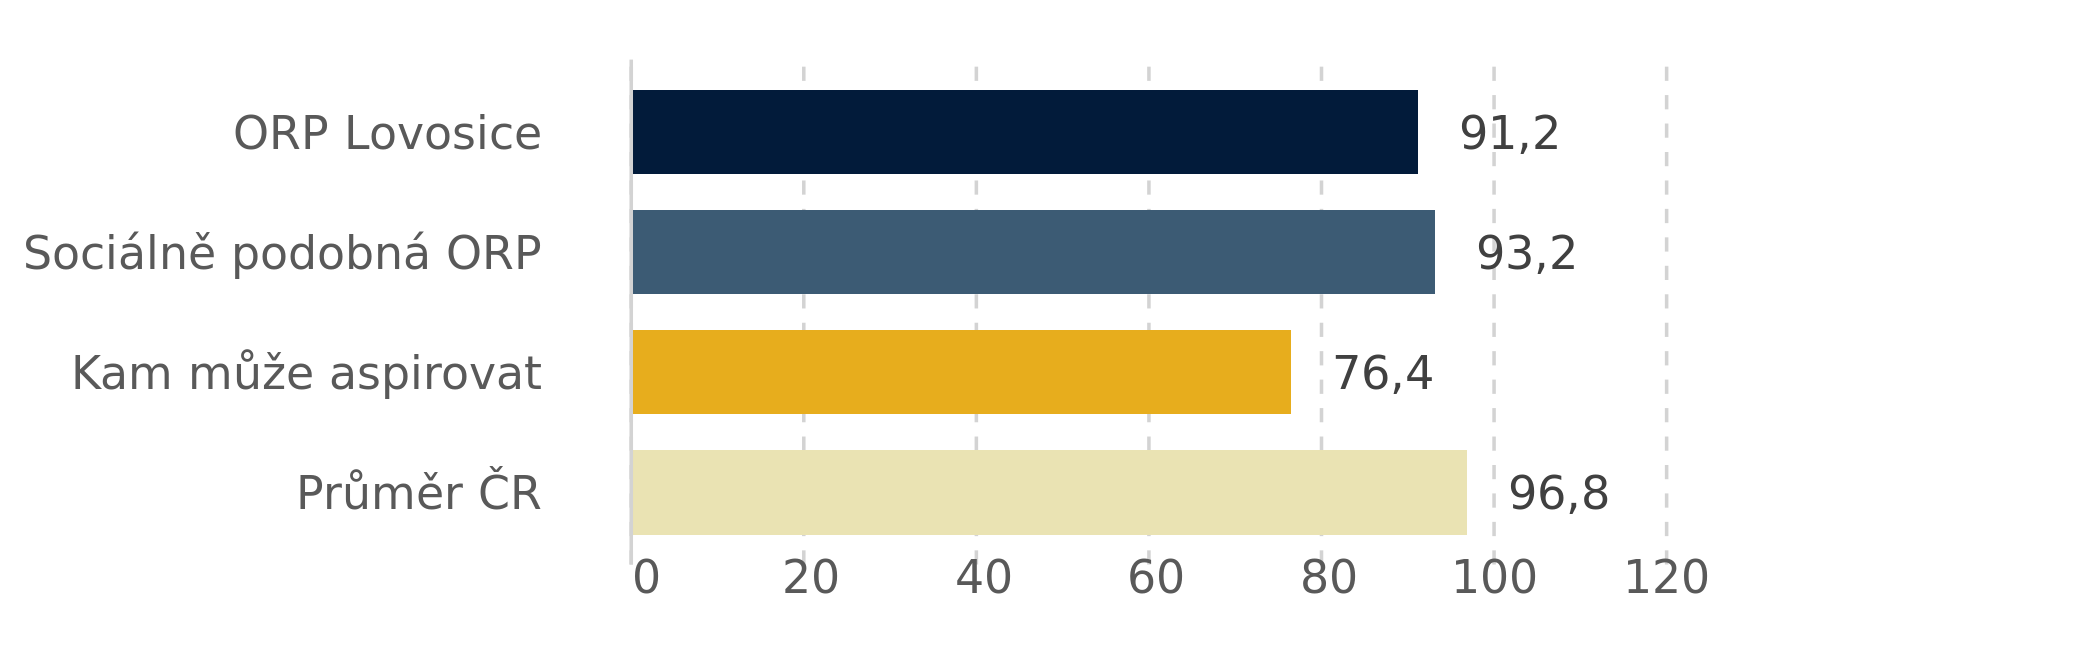 ORP Lovosice 91,2
Sociálně podobná ORP 93,2
Kam může aspirovat 76,4
Průměr ČR 96,8
0 20 40 60 80 100 120